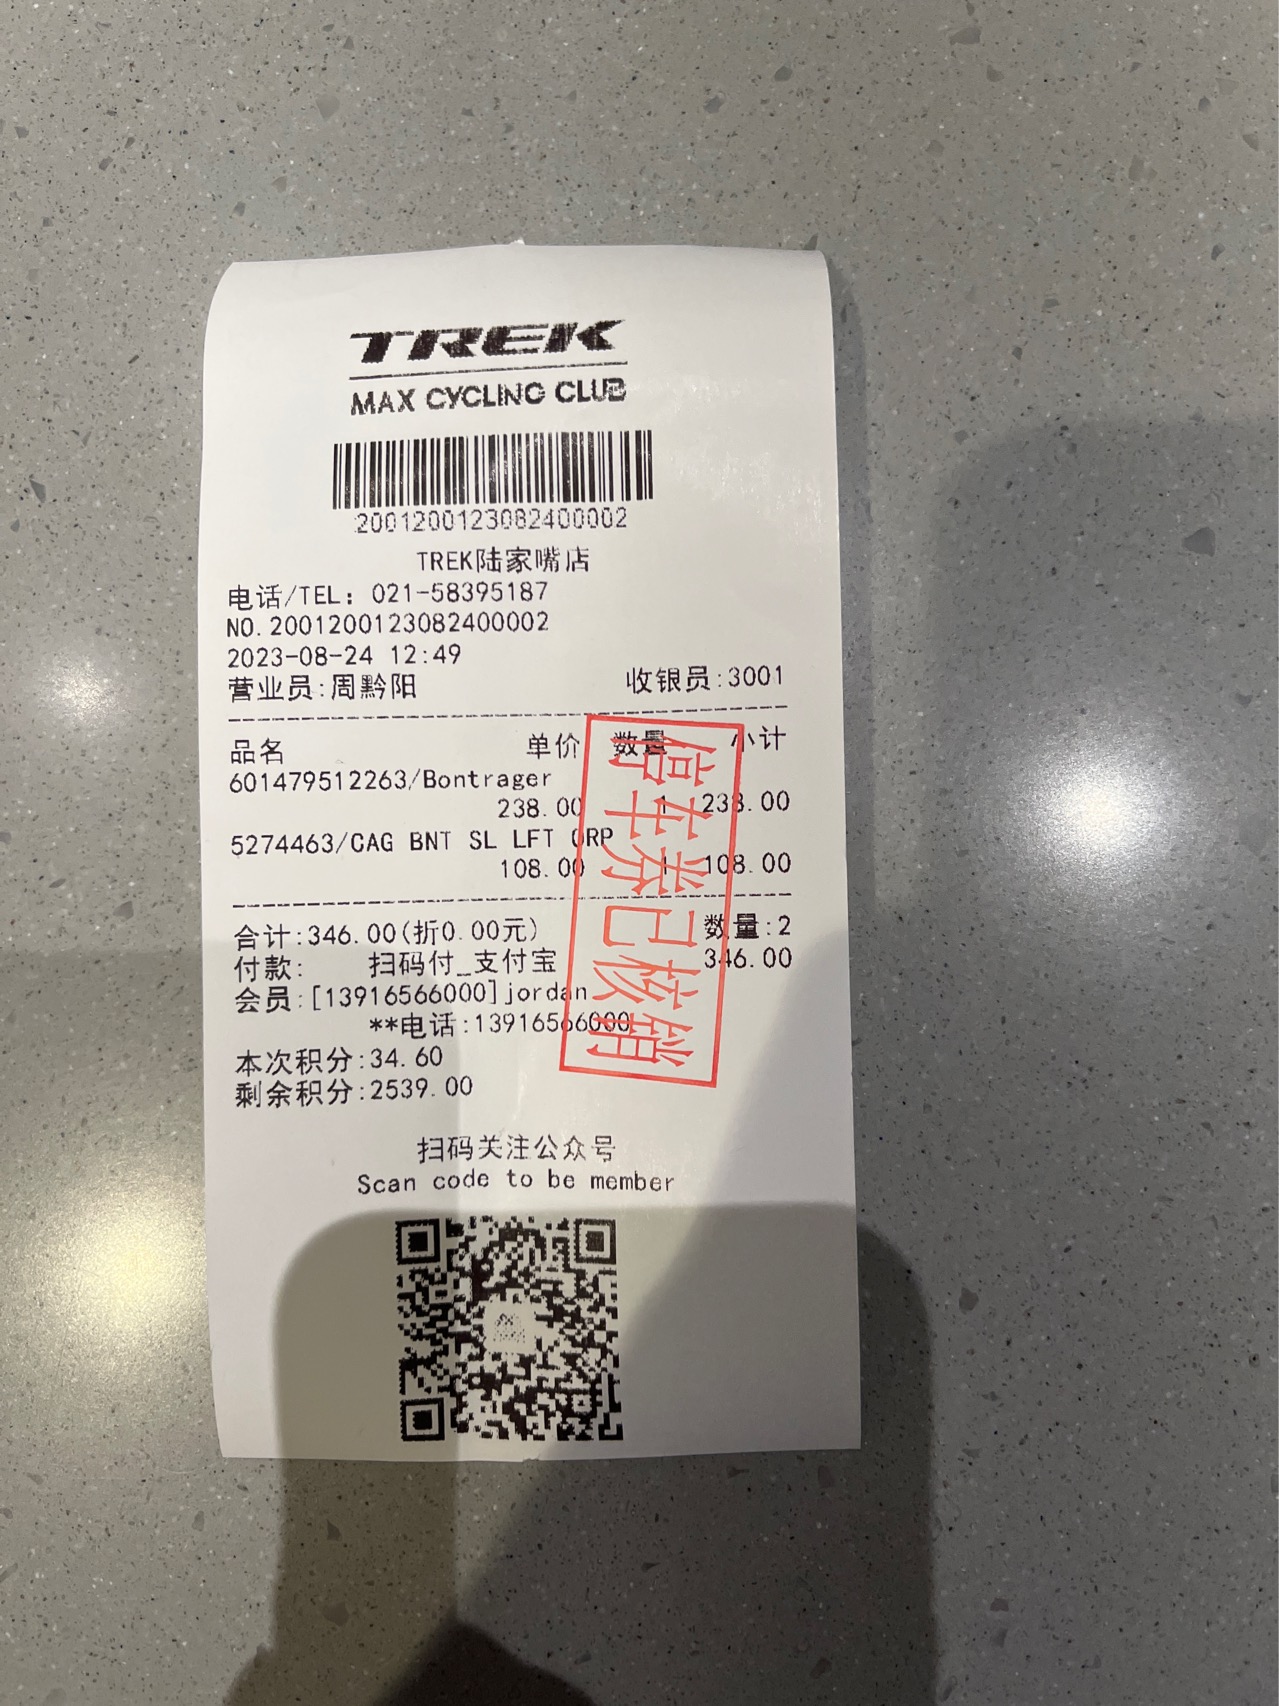 TREK
MAX CYCLING CLUB
2001200123082400002
TREK陆家嘴店
电话/TEL: 021-58395187
NO.2001200123082400002
2023-08-24 12:49
营业员:周黔阳 收银员:3001
品名 单价 数量 小计
601479512263/Bontrager
238.00 1 238.00
5274463/CAG BNT SL LFT GRP
108.00 1 108.00
合计:346.00(折0.00元) 数量:2
付款: 扫码付_支付宝 346.00
会员:[13916566000]jordan
**电话:13916566000
本次积分:34.60
剩余积分:2539.00
停车券已核销
扫码关注公众号
Scan code to be member